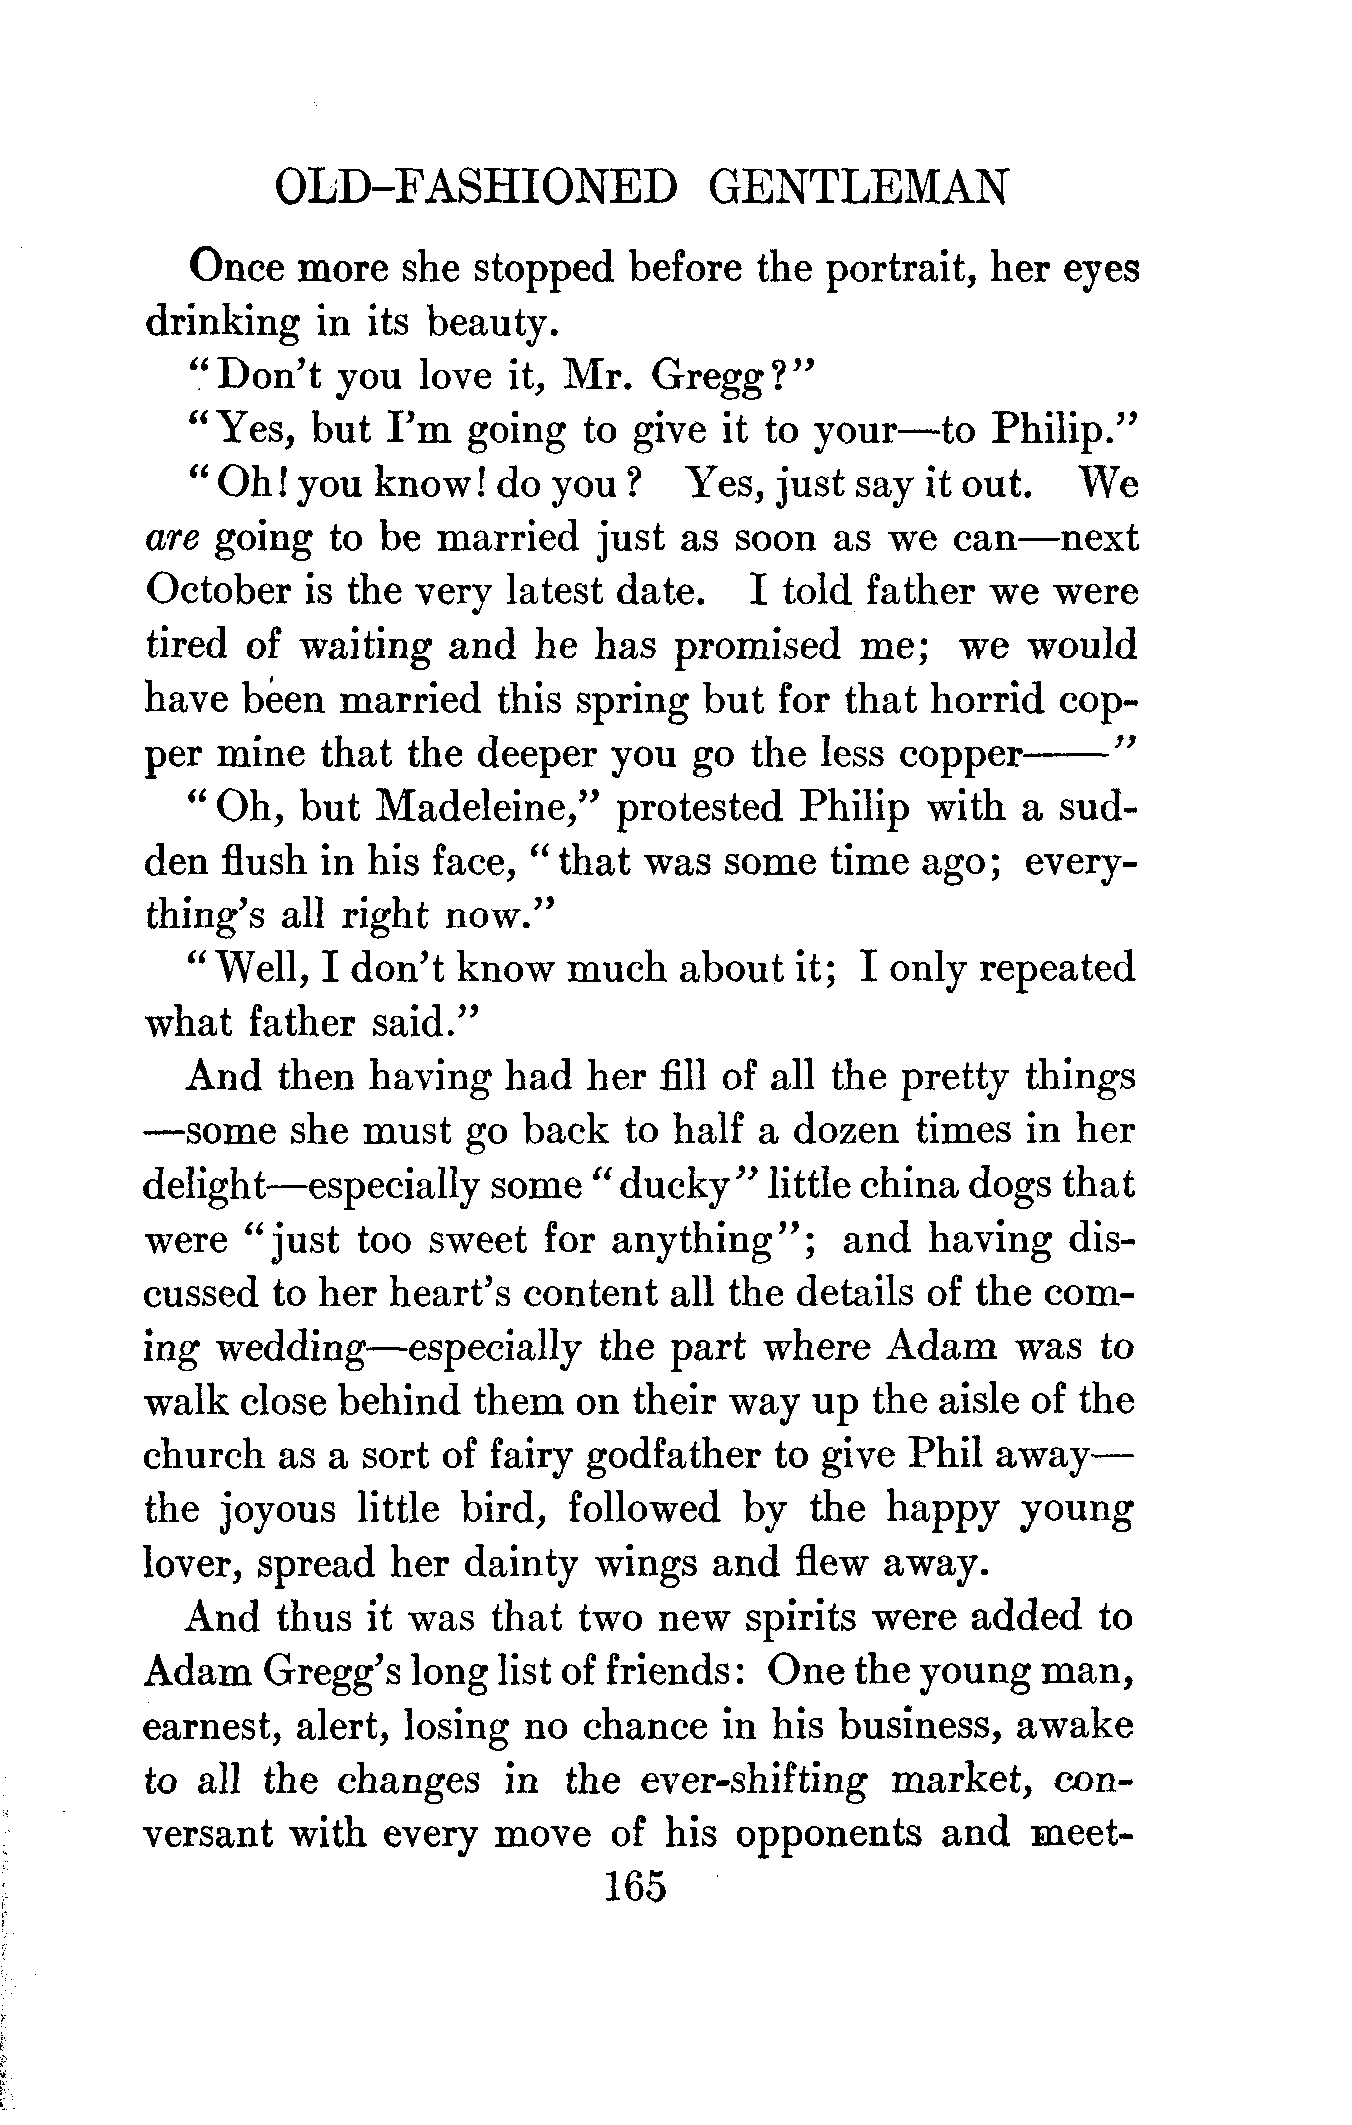 OLD-FASHIONED GENTLEMAN
Once more she stopped before the portrait, her eyes
drinking in its beauty.
"Don't you love it, Mr. Gregg?"
"Yes, but I'm going to give it to your—to Philip."
"Oh! you know! do you? Yes, just say it out. We
are going to be married just as soon as we can—next
October is the very latest date. I told father we were
tired of waiting and he has promised me; we would
have been married this spring but for that horrid cop-
per mine that the deeper you go the less copper——"
"Oh, but Madeleine," protested Philip with a sud-
den flush in his face, "that was some time ago; every-
thing's all right now."
"Well, I don't know much about it; I only repeated
what father said."
And then having had her fill of all the pretty things
—some she must go back to half a dozen times in her
delight—especially some "ducky" little china dogs that
were "just too sweet for anything"; and having dis-
cussed to her heart's content all the details of the com-
ing wedding—especially the part where Adam was to
walk close behind them on their way up the aisle of the
church as a sort of fairy godfather to give Phil away—
the joyous little bird, followed by the happy young
lover, spread her dainty wings and flew away.
And thus it was that two new spirits were added to
Adam Gregg's long list of friends: One the young man,
earnest, alert, losing no chance in his business, awake
to all the changes in the ever-shifting market, con-
versant with every move of his opponents and meet-
165